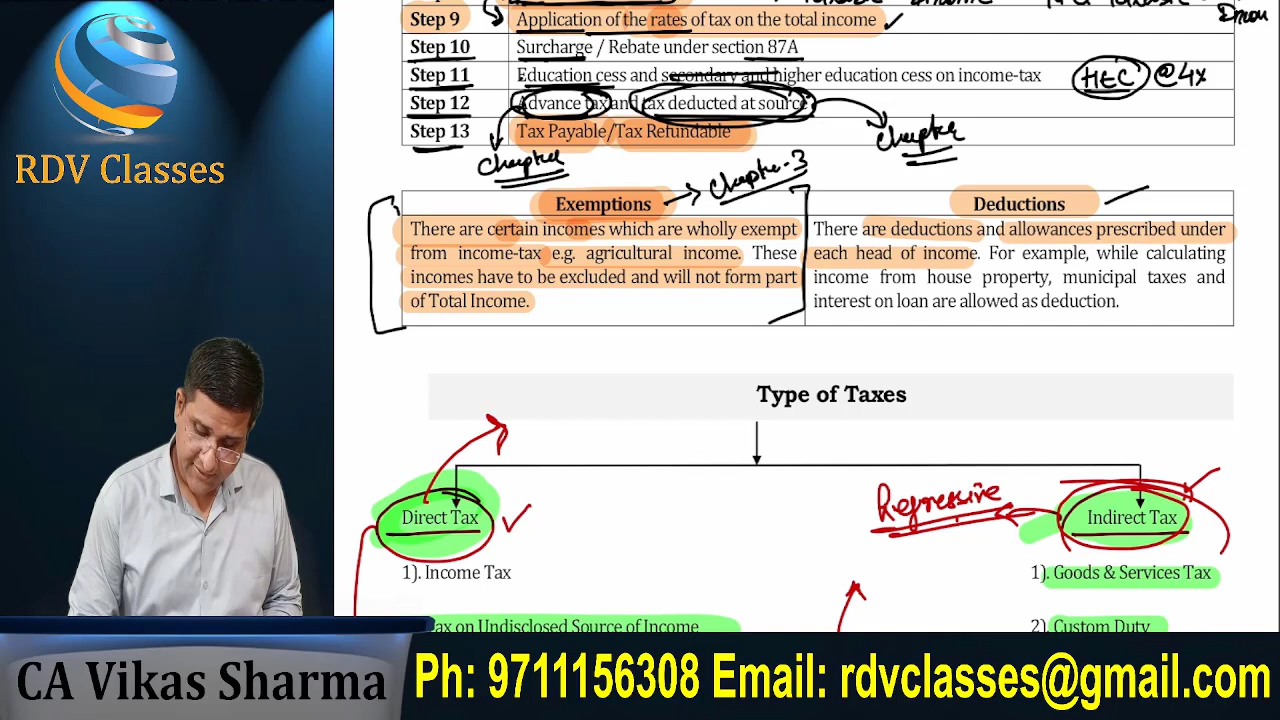 Step 9 Application of the rates of tax on the total income
Step 10 Surcharge / Rebate under section 87A
Step 11 Education cess and secondary and higher education cess on income-tax HEC @ 4%
Step 12 Advance tax and tax deducted at source
Step 13 Tax Payable/Tax Refundable
Chapter
Chapter
RDV Classes
Chapter-3
Exemptions
There are certain incomes which are wholly exempt
from income-tax e.g. agricultural income. These
incomes have to be excluded and will not form part
of Total Income.
Deductions
There are deductions and allowances prescribed under
each head of income. For example, while calculating
income from house property, municipal taxes and
interest on loan are allowed as deduction.
Type of Taxes
Direct Tax
1). Income Tax
Tax on Undisclosed Source of Income
Regressive
Indirect Tax
1). Goods & Services Tax
2). Custom Duty
CA Vikas Sharma
Ph: 9711156308 Email: rdvclasses@gmail.com